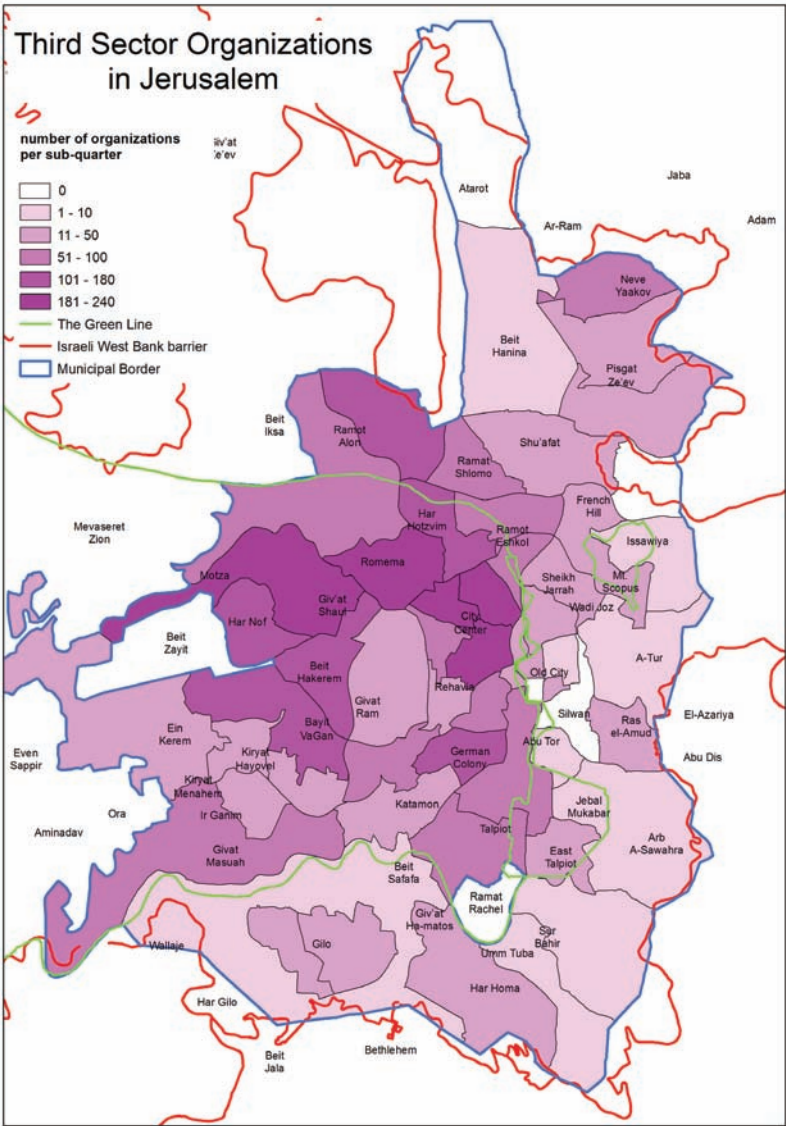 Third Sector Organizations
in Jerusalem
number of organizations
per sub-quarter
0
1 - 10
11 - 50
51 - 100
101 - 180
181 - 240
The Green Line
Israeli West Bank barrier
Municipal Border
Atarot
Jaba
Adam
Ar-Ram
Neve
Yaakov
Beit
Hanina
Pisgat
Ze'ev
Beit
Iksa
Ramot
Alon
Shu'afat
Ramat
Shlomo
French
Hill
Mevaseret
Zion
Har
Hotzvim
Ramot
Eshkol
Issawiya
Romema
Motza
Sheikh
Jarrah
Mt.
Scopus
Giv'at
Shaul
Wadi Joz
Har Nof
City
Center
Beit
Zayit
Beit
Hakerem
A-Tur
Old City
Rehavia
Givat
Ram
Silwan
El-Azariya
Ein
Kerem
Bayit
VaGan
Ras
el-Amud
Abu Tor
Even
Sappir
Kiryat
Hayovel
German
Colony
Abu Dis
Kiryat
Menahem
Ora
Ir Ganim
Katamon
Jebal
Mukabar
Aminadav
Talpiot
Arb
A-Sawahra
Givat
Masuah
East
Talpiot
Beit
Safafa
Ramat
Rachel
Giv'at
Ha-matos
Sur
Bahir
Wallaje
Gilo
Umm Tuba
Har Homa
Har Gilo
Beit
Jala
Bethlehem